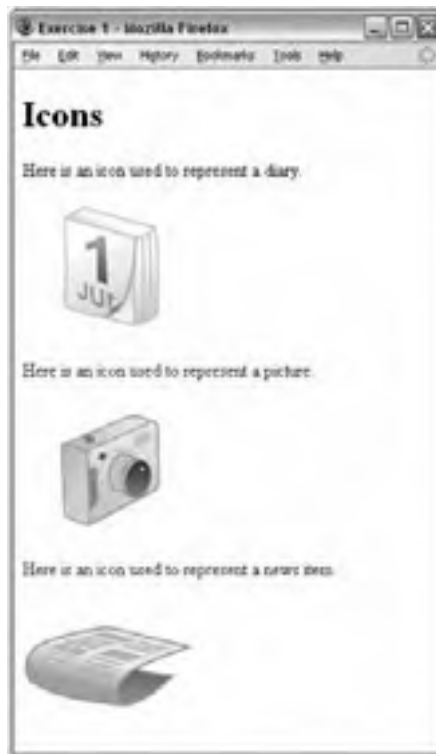 Exercise 1 - Mozilla Firefox
File Edit View History Bookmarks Tools Help
Icons
Here is an icon used to represent a diary.
1
JUL
Here is an icon used to represent a picture.
Here is an icon used to represent a news item.